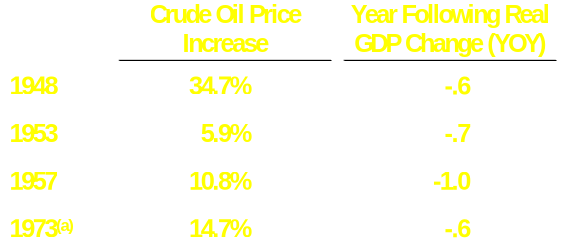 Crude Oil Price Year Following Real
Increase GDP Change (YOY)
1948 34.7% -.6
1953 5.9% -.7
1957 10.8% -1.0
1973(a) 14.7% -.6